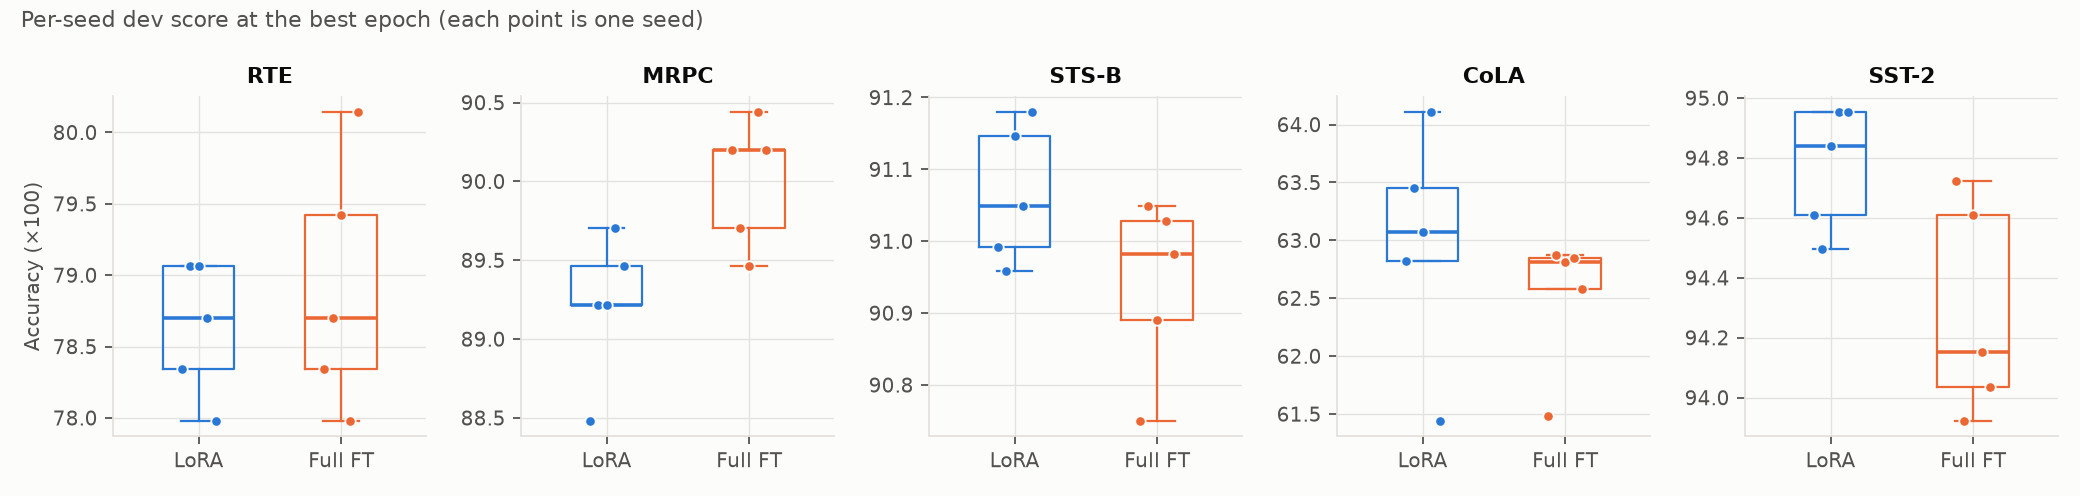 Per-seed dev score at the best epoch (each point is one seed)
RTE
MRPC
STS-B
CoLA
SST-2
Accuracy (×100)
80.0
79.5
79.0
78.5
78.0
LoRA
Full FT
90.5
90.0
89.5
89.0
88.5
LoRA
Full FT
91.2
91.1
91.0
90.9
90.8
LoRA
Full FT
64.0
63.5
63.0
62.5
62.0
61.5
LoRA
Full FT
95.0
94.8
94.6
94.4
94.2
94.0
LoRA
Full FT